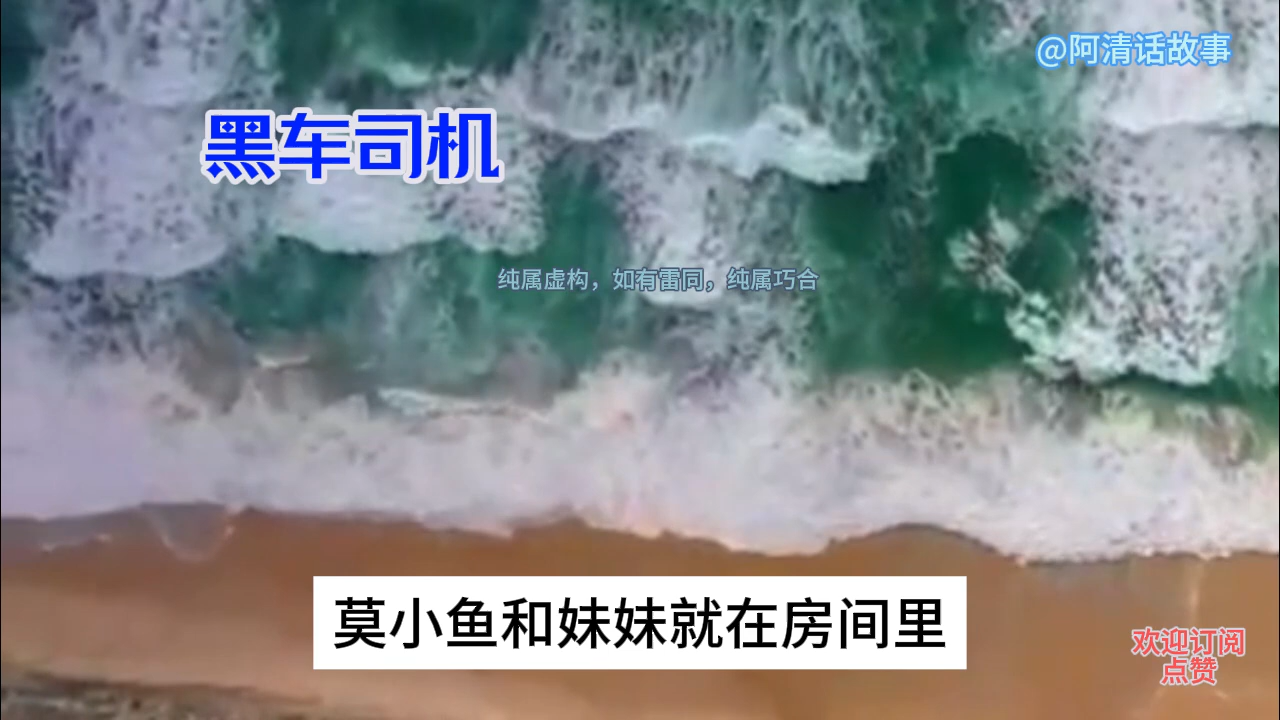 @阿清话故事
黑车司机
纯属虚构，如有雷同，纯属巧合
莫小鱼和妹妹就在房间里
欢迎订阅
点赞